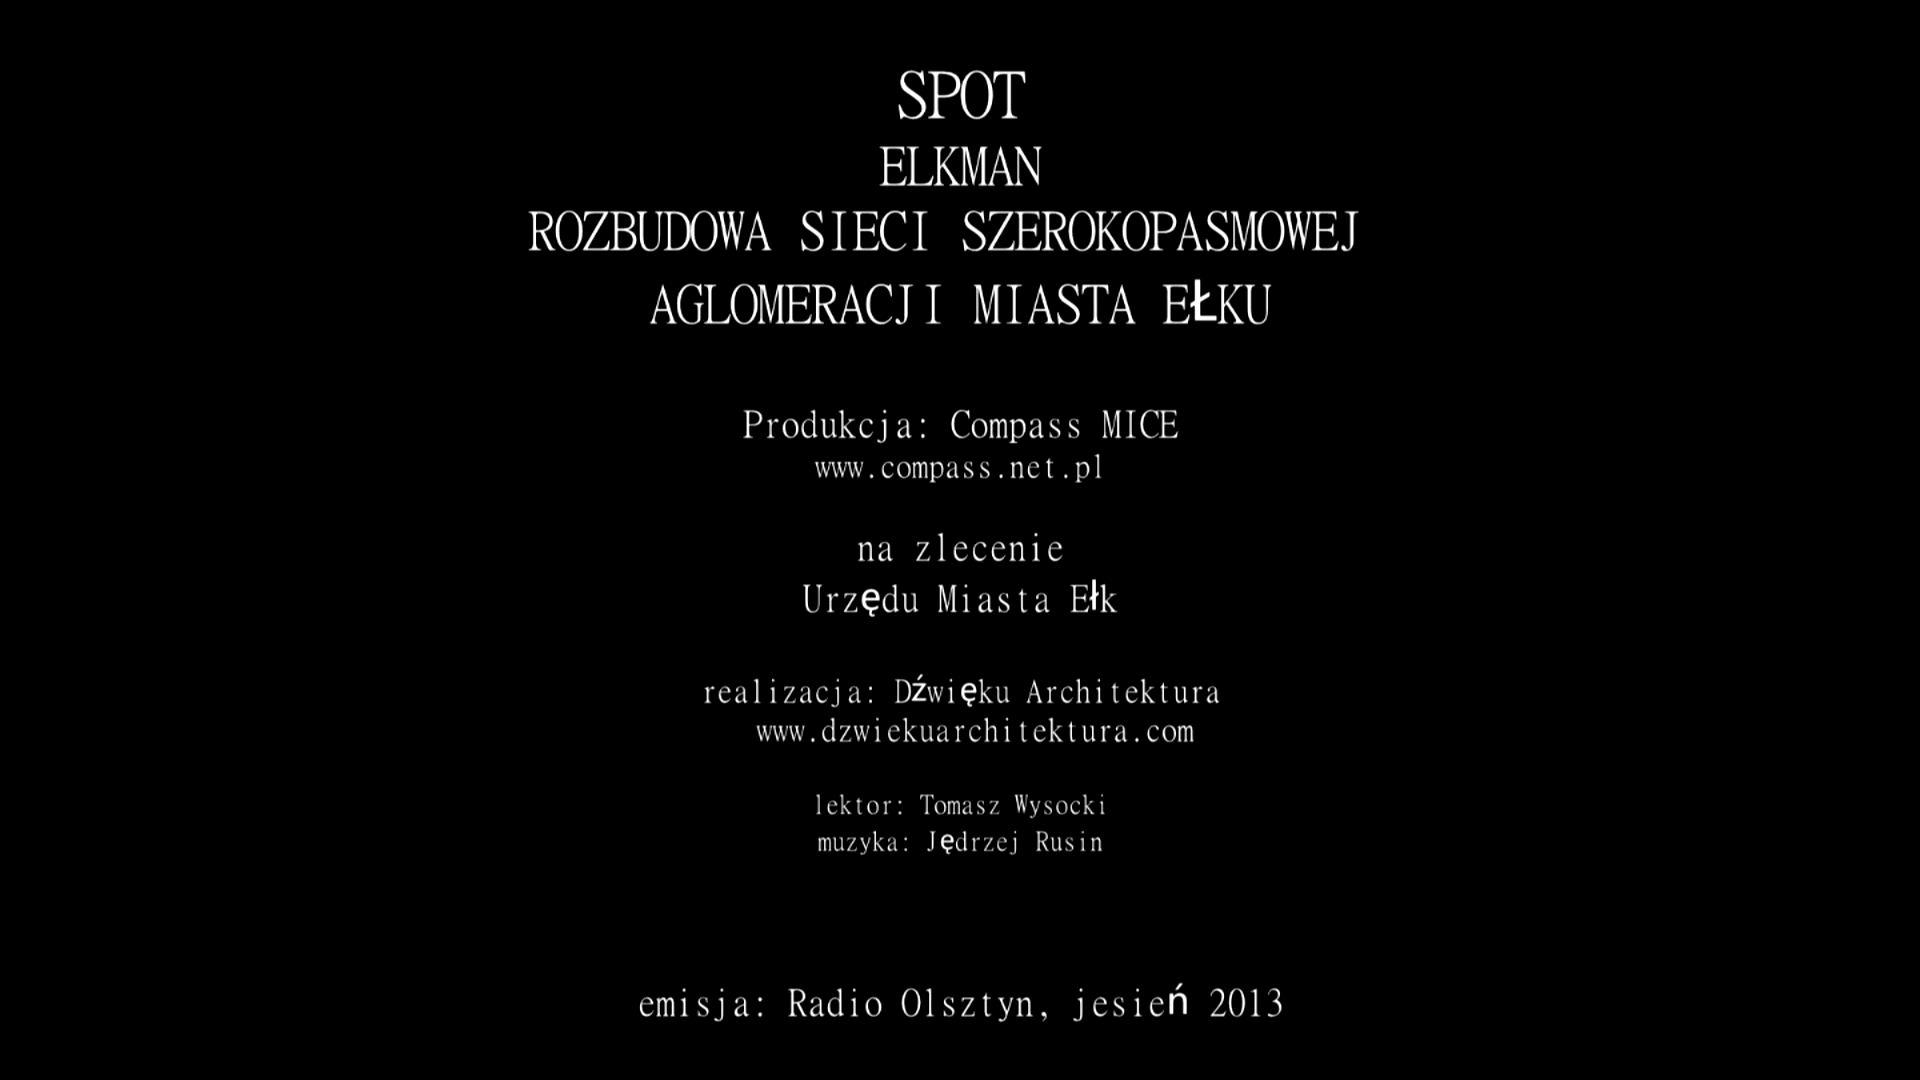 SPOT
ELKMAN
ROZBUDOWA SIECI SZEROKOPASMOWEJ
AGLOMERACJI MIASTA EŁKU
Produkcja: Compass MICE
www.compass.net.pl
na zlecenie
Urzędu Miasta Ełk
realizacja: Dźwięku Architektura
www.dzwiekuarchitektura.com
lektor: Tomasz Wysocki
muzyka: Jędrzej Rusin
emisja: Radio Olsztyn, jesień 2013